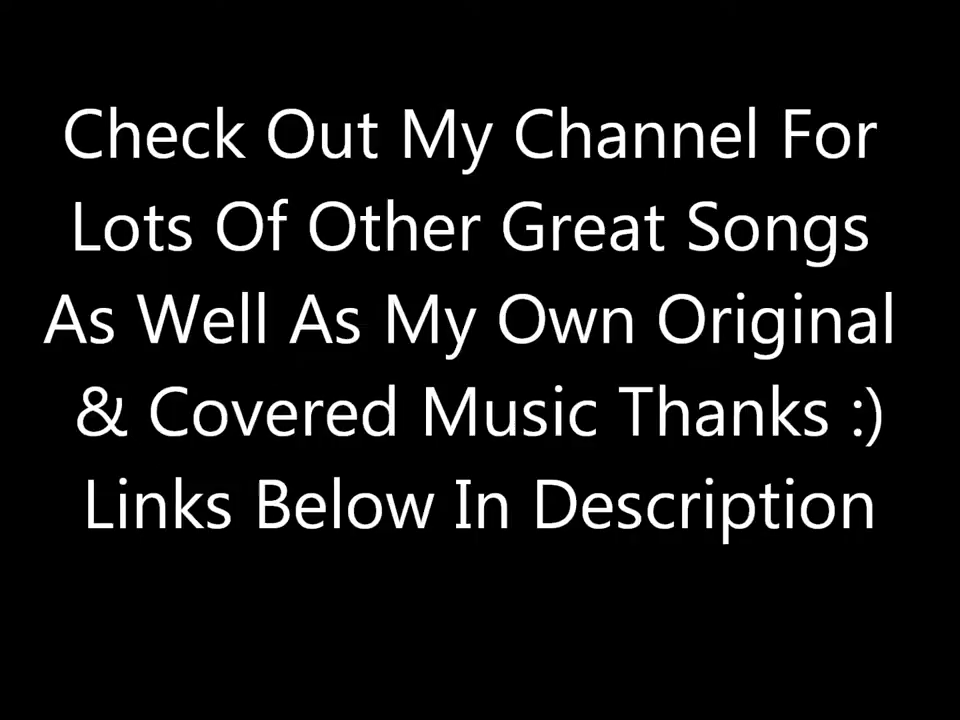 Check Out My Channel For
Lots Of Other Great Songs
As Well As My Own Original
& Covered Music Thanks :)
Links Below In Description